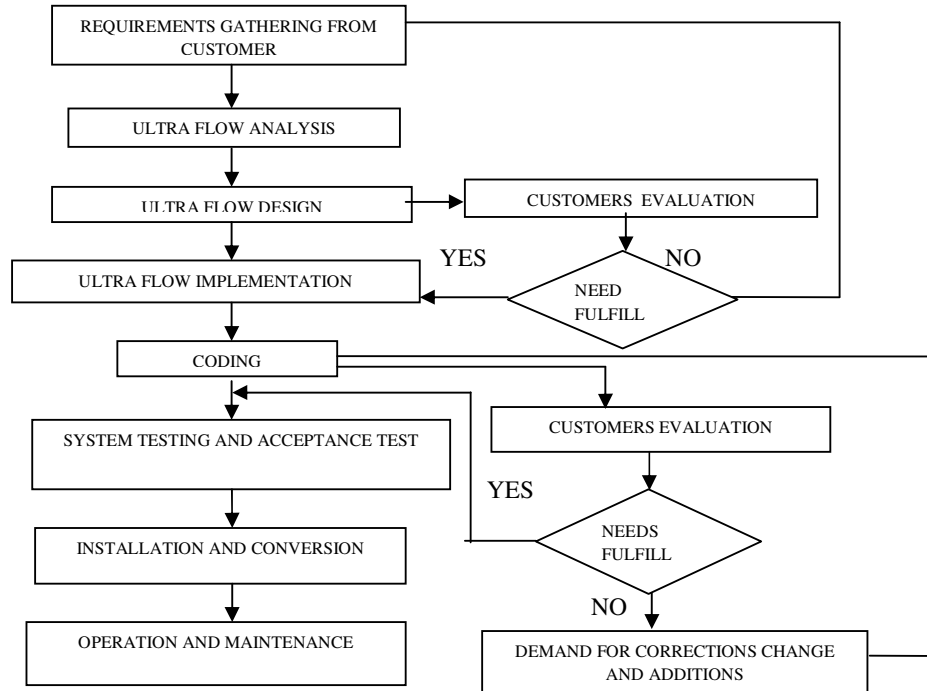 REQUIREMENTS GATHERING FROM
CUSTOMER
ULTRA FLOW ANALYSIS
ULTRA FLOW DESIGN
CUSTOMERS EVALUATION
YES
NO
ULTRA FLOW IMPLEMENTATION
NEED
FULFILL
CODING
CUSTOMERS EVALUATION
SYSTEM TESTING AND ACCEPTANCE TEST
YES
NEEDS
FULFILL
INSTALLATION AND CONVERSION
NO
OPERATION AND MAINTENANCE
DEMAND FOR CORRECTIONS CHANGE
AND ADDITIONS